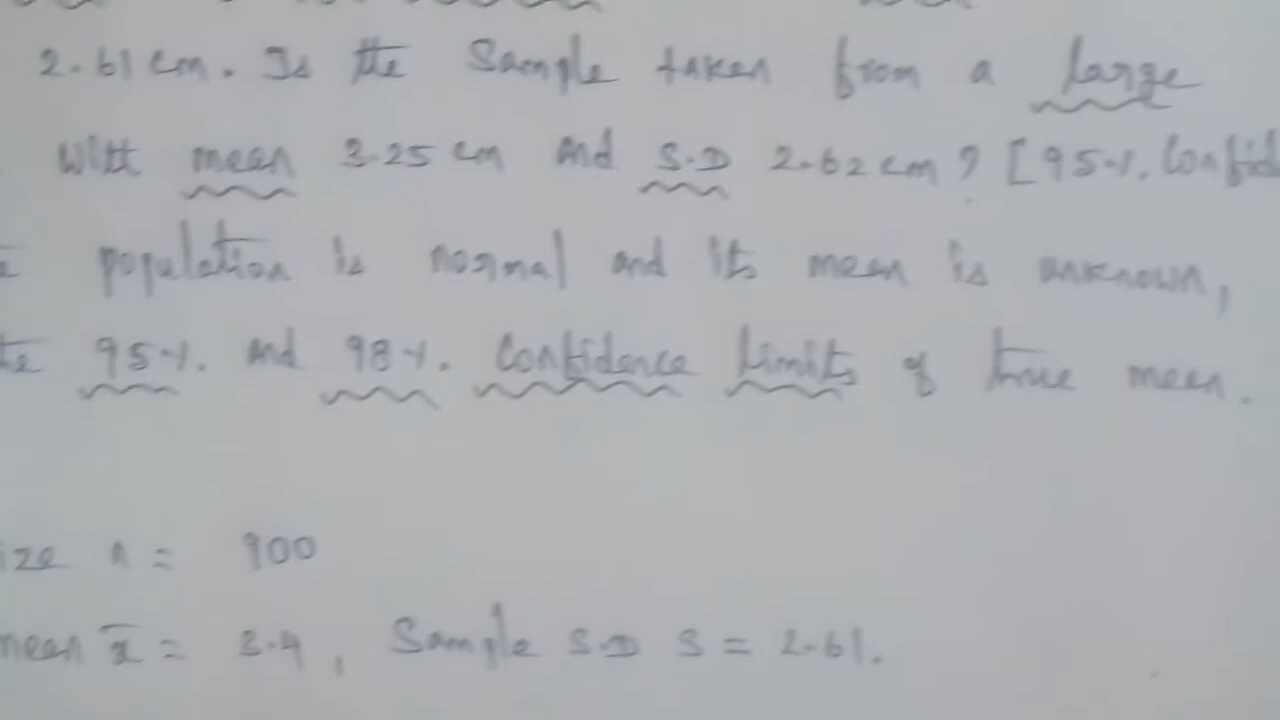 2.61 cm. Is the Sample taken from a large
with mean 3.25 cm and S.D 2.62 cm? [95%. Confid
population is normal and its mean is unknown,
95%. and 98%. Confidence limits of true mean.
ize n = 900
mean x̄ = 3.4, Sample S.D S = 2.61.